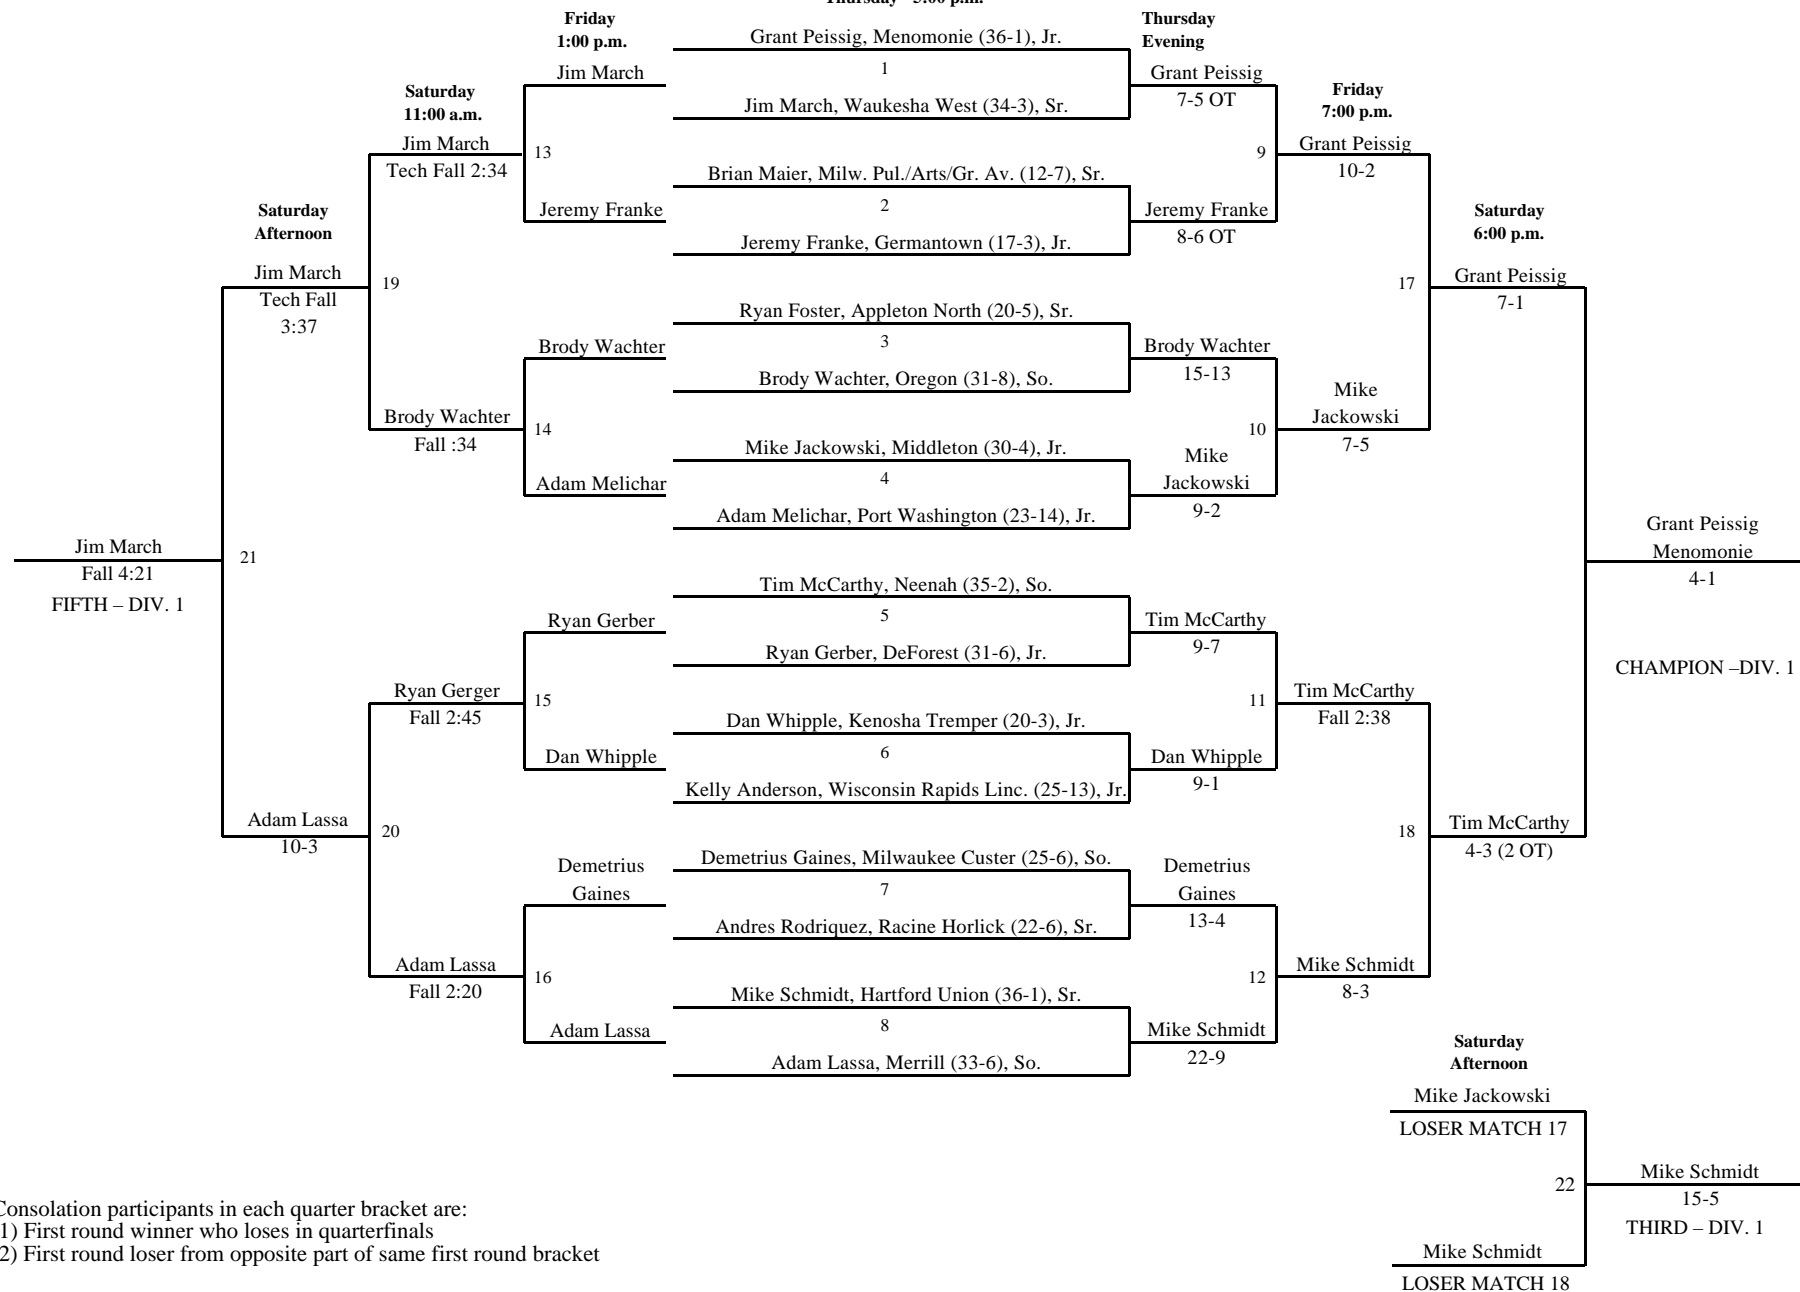 Friday
1:00 p.m.
Thursday
Evening
Grant Peissig, Menomonie (36-1), Jr.
Jim March
1
Grant Peissig
Saturday
11:00 a.m.
Jim March, Waukesha West (34-3), Sr.
7-5 OT
Friday
7:00 p.m.
Jim March
13
9
Grant Peissig
Tech Fall 2:34
Brian Maier, Milw. Pul./Arts/Gr. Av. (12-7), Sr.
10-2
Saturday
Afternoon
Jeremy Franke
2
Jeremy Franke
Saturday
6:00 p.m.
Jeremy Franke, Germantown (17-3), Jr.
8-6 OT
Jim March
19
17
Grant Peissig
Tech Fall
3:37
7-1
Ryan Foster, Appleton North (20-5), Sr.
Brody Wachter
3
Brody Wachter
Brody Wachter, Oregon (31-8), So.
15-13
Brody Wachter
14
10
Mike
Jackowski
Fall :34
Mike Jackowski, Middleton (30-4), Jr.
7-5
Adam Melichar
4
Mike
Jackowski
Adam Melichar, Port Washington (23-14), Jr.
9-2
Jim March
21
Grant Peissig
Menomonie
Fall 4:21
4-1
FIFTH – DIV. 1
Tim McCarthy, Neenah (35-2), So.
Ryan Gerber
5
Tim McCarthy
Ryan Gerber, DeForest (31-6), Jr.
9-7
CHAMPION –DIV. 1
Ryan Gerger
15
11
Tim McCarthy
Fall 2:45
Dan Whipple, Kenosha Tremper (20-3), Jr.
Fall 2:38
Dan Whipple
6
Dan Whipple
Kelly Anderson, Wisconsin Rapids Linc. (25-13), Jr.
9-1
Adam Lassa
20
18
Tim McCarthy
10-3
4-3 (2 OT)
Demetrius
Gaines
Demetrius Gaines, Milwaukee Custer (25-6), So.
7
Demetrius
Gaines
Andres Rodriquez, Racine Horlick (22-6), Sr.
13-4
Adam Lassa
16
12
Mike Schmidt
Fall 2:20
Mike Schmidt, Hartford Union (36-1), Sr.
8-3
Adam Lassa
8
Mike Schmidt
Adam Lassa, Merrill (33-6), So.
22-9
Saturday
Afternoon
Mike Jackowski
LOSER MATCH 17
22
Mike Schmidt
15-5
THIRD – DIV. 1
Mike Schmidt
LOSER MATCH 18
Consolation participants in each quarter bracket are:
1) First round winner who loses in quarterfinals
2) First round loser from opposite part of same first round bracket